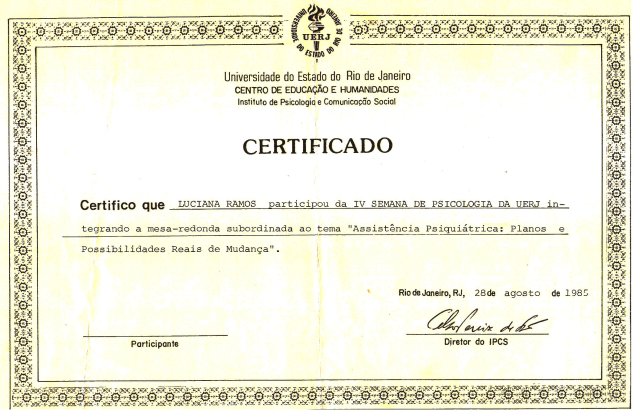 UERJ
Universidade do Estado do Rio de Janeiro
CENTRO DE EDUCAÇÃO E HUMANIDADES
Instituto de Psicologia e Comunicação Social
CERTIFICADO
Certifico que LUCIANA RAMOS participou da IV SEMANA DE PSICOLOGIA DA UERJ in-
tegrando a mesa-redonda subordinada ao tema "Assistência Psiquiátrica: Planos e
Possibilidades Reais de Mudança".
Rio de Janeiro, RJ, 28 de agosto de 1985
Participante
Diretor do IPCS